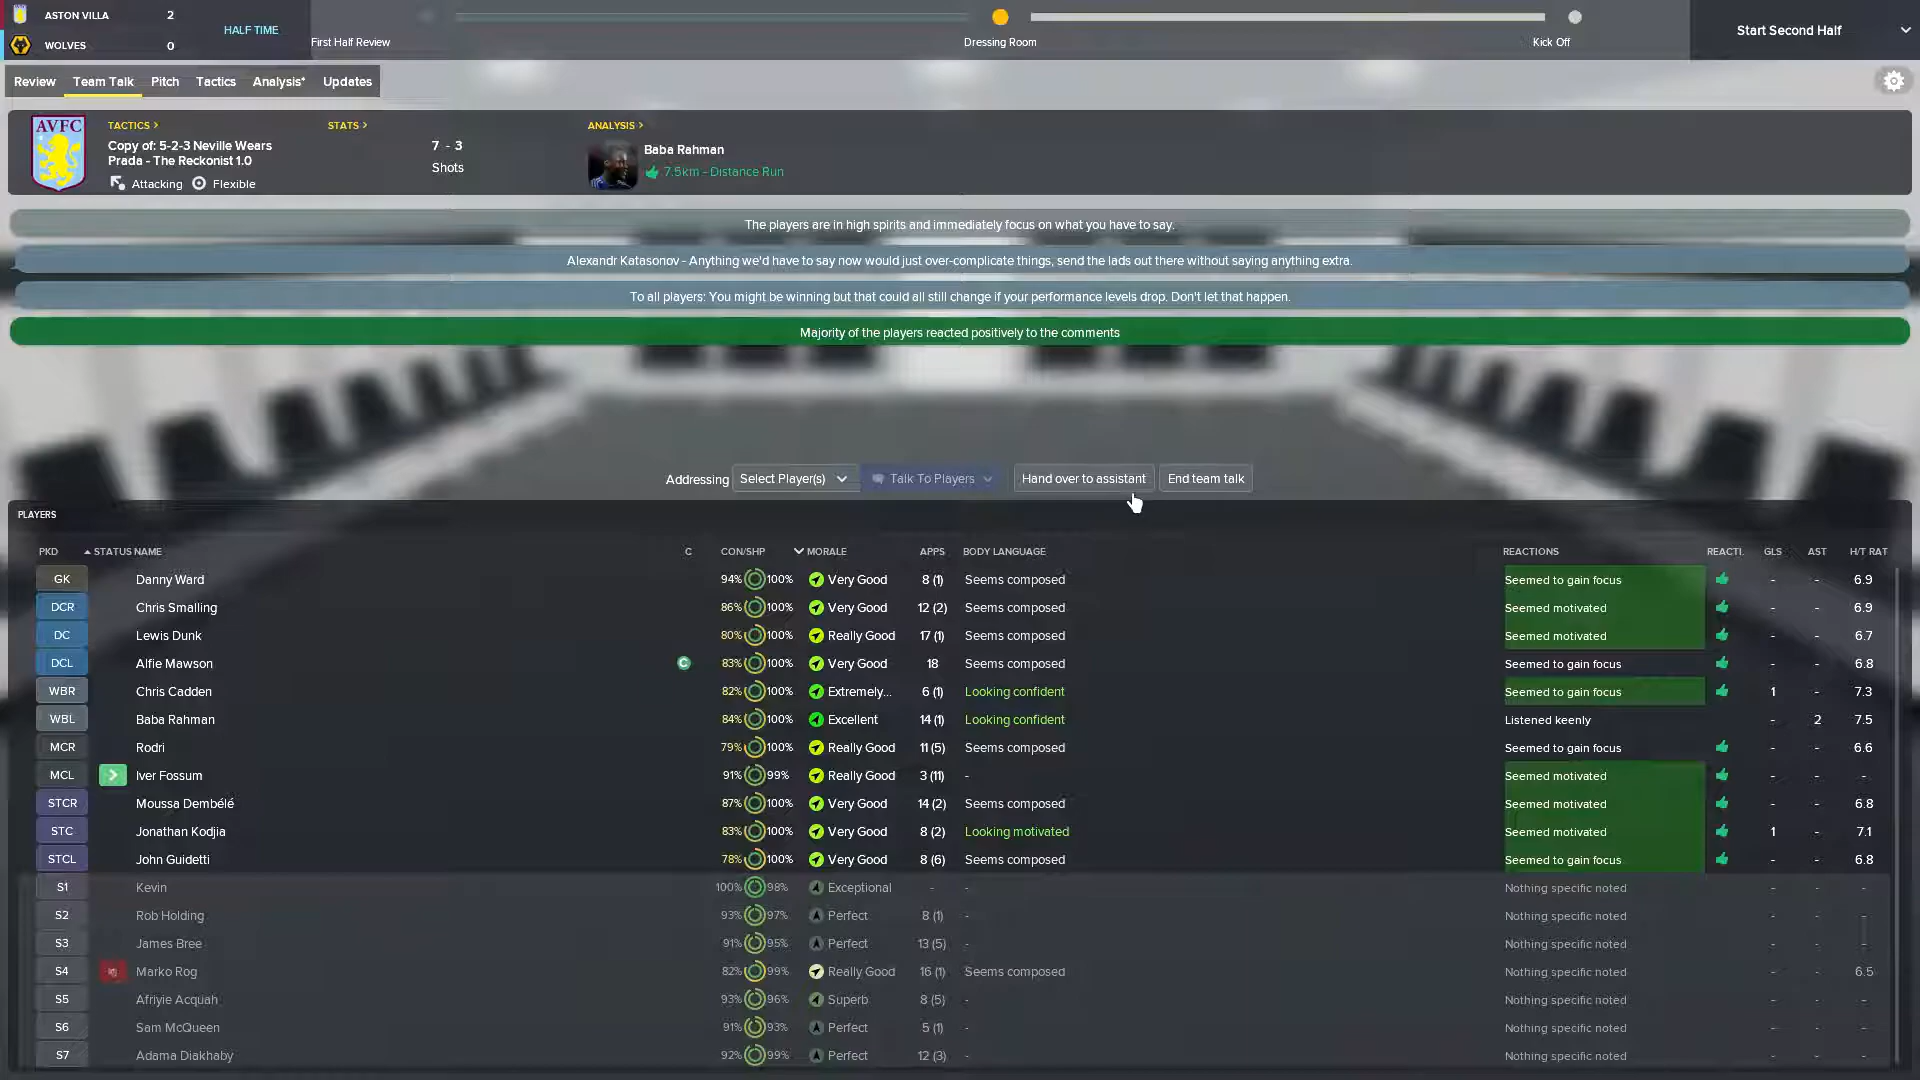 ASTON VILLA 2
WOLVES 0
HALF TIME
First Half Review
Dressing Room
Kick Off
Start Second Half
Review Team Talk Pitch Tactics Analysis* Updates
AVFC
TACTICS >
Copy of: 5-2-3 Neville Wears
Prada - The Reckonist 1.0
Attacking Flexible
STATS >
7 - 3
Shots
ANALYSIS >
Baba Rahman
7.5km - Distance Run
The players are in high spirits and immediately focus on what you have to say.
Alexandr Katasonov - Anything we'd have to say now would just over-complicate things, send the lads out there without saying anything extra.
To all players: You might be winning but that could all still change if your performance levels drop. Don't let that happen.
Majority of the players reacted positively to the comments
Addressing Select Player(s) Talk To Players Hand over to assistant End team talk
PLAYERS
PKD STATUS NAME C CON/SHP MORALE APPS BODY LANGUAGE REACTIONS REACTI. GLS AST H/T RAT
GK Danny Ward 94% 100% Very Good 8 (1) Seems composed Seemed to gain focus - - 6.9
DCR Chris Smalling 86% 100% Very Good 12 (2) Seems composed Seemed motivated - - 6.9
DC Lewis Dunk 80% 100% Really Good 17 (1) Seems composed Seemed motivated - - 6.7
DCL Alfie Mawson C 83% 100% Very Good 18 Seems composed Seemed to gain focus - - 6.8
WBR Chris Cadden 82% 100% Extremely... 6 (1) Looking confident Seemed to gain focus 1 - 7.3
WBL Baba Rahman 84% 100% Excellent 14 (1) Looking confident Listened keenly - 2 7.5
MCR Rodri 79% 100% Really Good 11 (5) Seems composed Seemed to gain focus - - 6.6
MCL Iver Fossum 91% 99% Really Good 3 (11) - Seemed motivated - - -
STCR Moussa Dembélé 87% 100% Very Good 14 (2) Seems composed Seemed motivated - - 6.8
STC Jonathan Kodjia 83% 100% Very Good 8 (2) Looking motivated Seemed motivated 1 - 7.1
STCL John Guidetti 78% 100% Very Good 8 (6) Seems composed Seemed to gain focus - - 6.8
S1 Kevin 100% 98% Exceptional - - Nothing specific noted - - -
S2 Rob Holding 93% 97% Perfect 8 (1) - Nothing specific noted - - -
S3 James Bree 91% 95% Perfect 13 (5) - Nothing specific noted - - -
S4 Marko Rog 82% 99% Really Good 16 (1) Seems composed Nothing specific noted - - 6.5
S5 Afriyie Acquah 93% 96% Superb 8 (5) - Nothing specific noted - - -
S6 Sam McQueen 91% 93% Perfect 5 (1) - Nothing specific noted - - -
S7 Adama Diakhaby 92% 99% Perfect 12 (3) - Nothing specific noted - - -